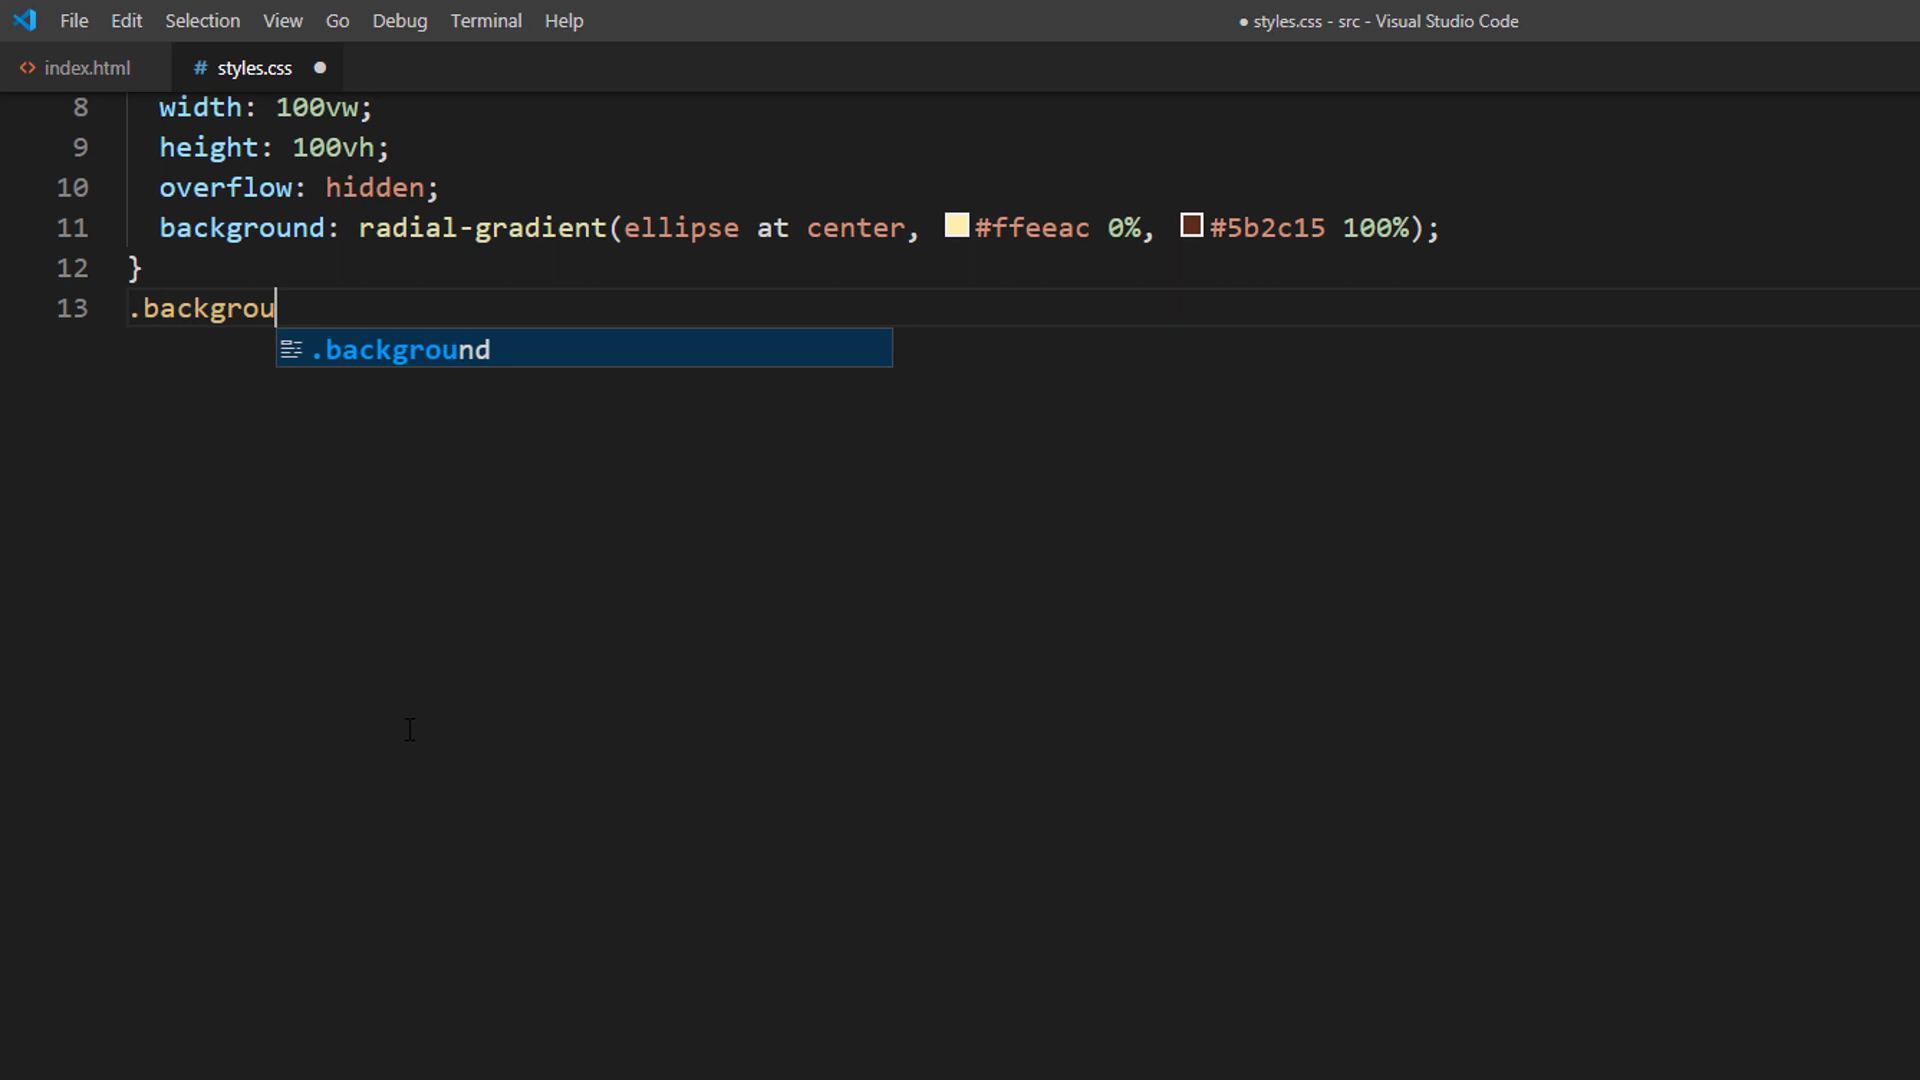 File Edit Selection View Go Debug Terminal Help ● styles.css - src - Visual Studio Code
<> index.html # styles.css ●
8 width: 100vw;
9 height: 100vh;
10 overflow: hidden;
11 background: radial-gradient(ellipse at center, #ffeeac 0%, #5b2c15 100%);
12 }
13 .backgrou
.background